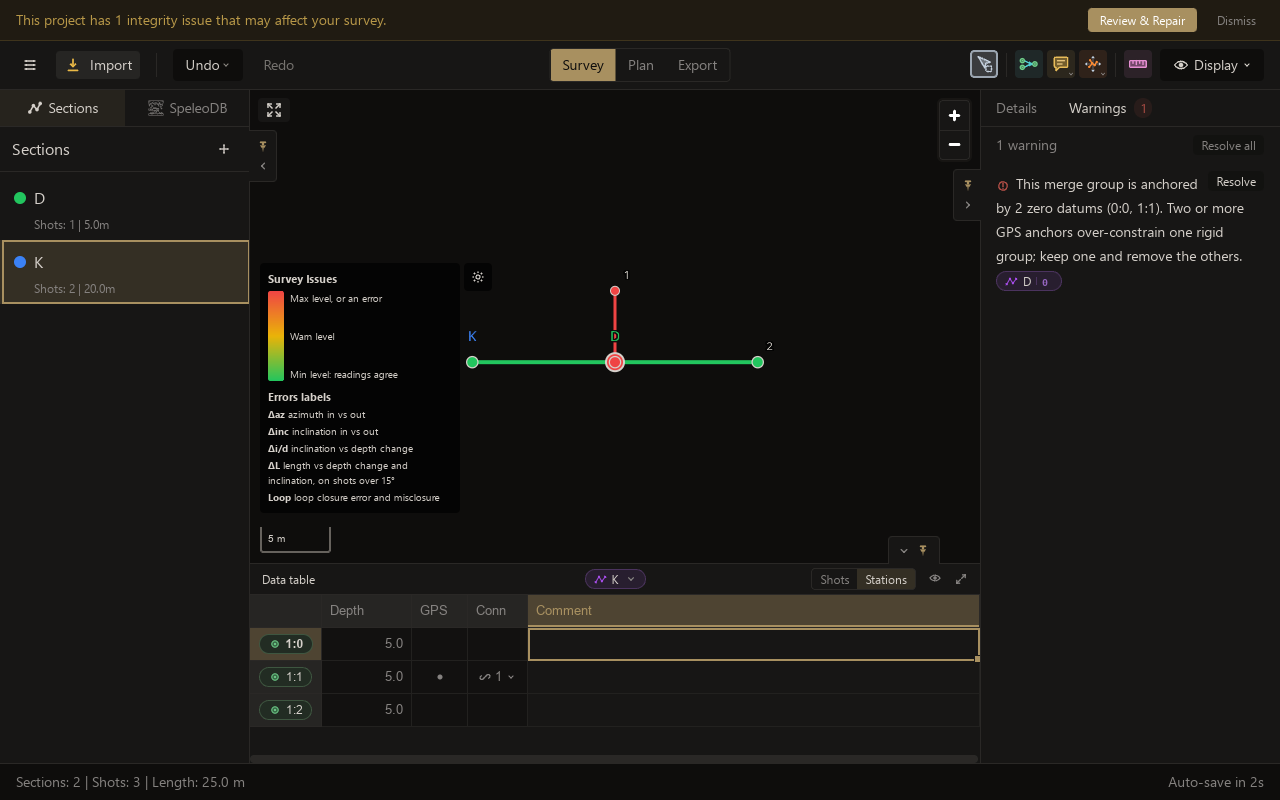 This project has 1 integrity issue that may affect your survey.
Review & Repair
Dismiss
Import
Undo
Redo
Survey
Plan
Export
Display
Sections
SpeleoDB
Sections
D
Shots: 1 | 5.0m
K
Shots: 2 | 20.0m
Details
Warnings 1
1 warning
Resolve all
This merge group is anchored
Resolve
by 2 zero datums (0:0, 1:1). Two or more
GPS anchors over-constrain one rigid
group; keep one and remove the others.
D 0
Survey Issues
Max level, or an error
Warn level
Min level: readings agree
Errors labels
Δaz azimuth in vs out
Δinc inclination in vs out
Δi/d inclination vs depth change
ΔL length vs depth change and
inclination, on shots over 15°
Loop loop closure error and misclosure
5 m
1
K
D
2
Data table
K
Shots
Stations
Depth GPS Conn Comment
1:0 5.0
1:1 5.0 1
1:2 5.0
Sections: 2 | Shots: 3 | Length: 25.0 m
Auto-save in 2s